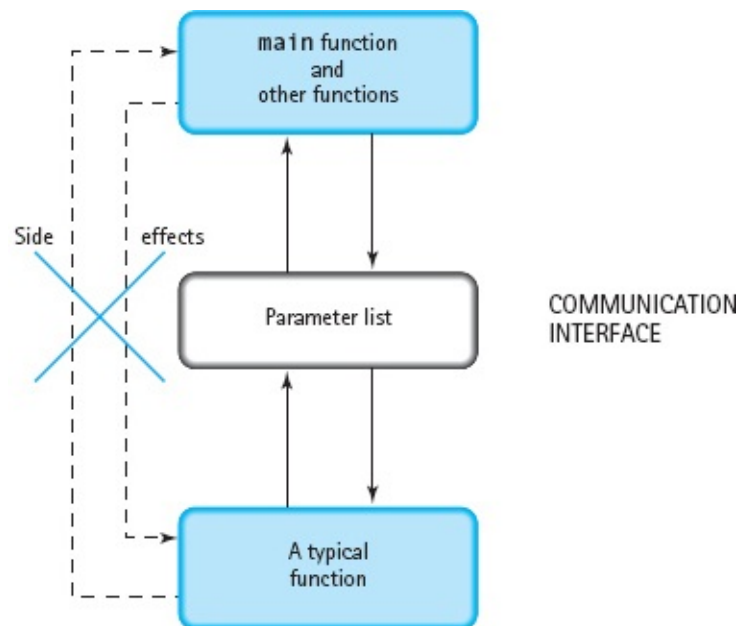 main function
and
other functions
Side effects
Parameter list
COMMUNICATION
INTERFACE
A typical
function